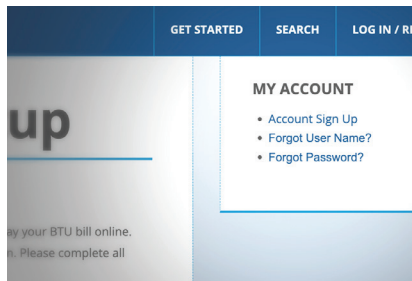 GET STARTED SEARCH LOG IN / R
MY ACCOUNT
• Account Sign Up
• Forgot User Name?
• Forgot Password?
up
ay your BTU bill online.
n. Please complete all